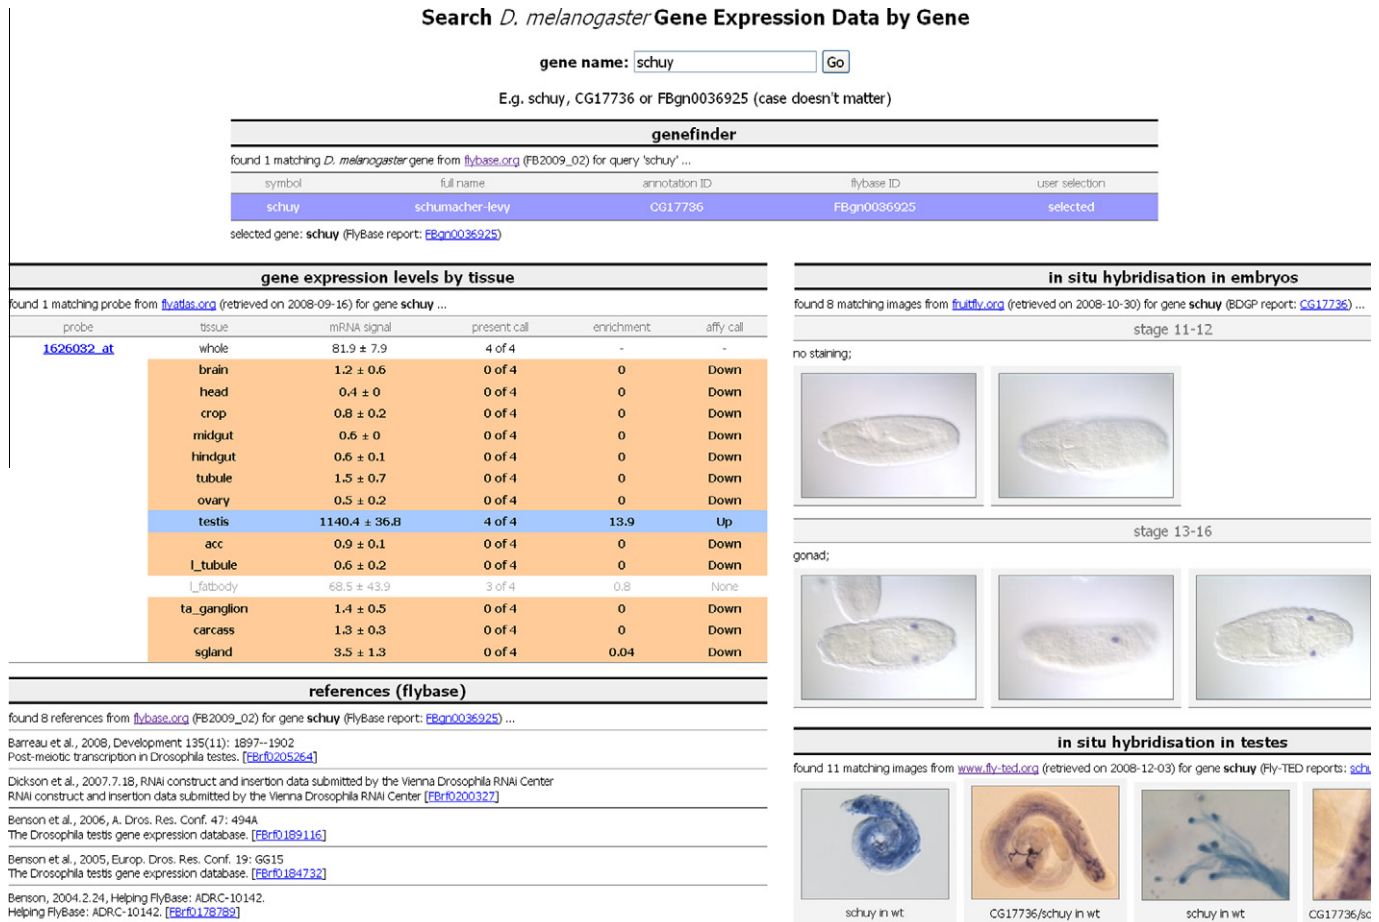 Search D. melanogaster Gene Expression Data by Gene
gene name: schuy Go
E.g. schuy, CG17736 or FBgn0036925 (case doesn't matter)
genefinder
found 1 matching D. melanogaster gene from flybase.org (FB2009_02) for query 'schuy' ...
symbol full name annotation ID flybase ID user selection
schuy schumacher-levy CG17736 FBgn0036925 selected
selected gene: schuy (FlyBase report: FBgn0036925)
gene expression levels by tissue
found 1 matching probe from flyatlas.org (retrieved on 2008-09-16) for gene schuy ...
probe tissue mRNA signal present call enrichment affy call
1626032_at whole 81.9 ± 7.9 4 of 4 - -
brain 1.2 ± 0.6 0 of 4 0 Down
head 0.4 ± 0 0 of 4 0 Down
crop 0.8 ± 0.2 0 of 4 0 Down
midgut 0.6 ± 0 0 of 4 0 Down
hindgut 0.6 ± 0.1 0 of 4 0 Down
tubule 1.5 ± 0.7 0 of 4 0 Down
ovary 0.5 ± 0.2 0 of 4 0 Down
testis 1140.4 ± 36.8 4 of 4 13.9 Up
acc 0.9 ± 0.1 0 of 4 0 Down
l_tubule 0.6 ± 0.2 0 of 4 0 Down
l_fatbody 68.5 ± 43.9 3 of 4 0.8 None
ta_ganglion 1.4 ± 0.5 0 of 4 0 Down
carcass 1.3 ± 0.3 0 of 4 0 Down
sgland 3.5 ± 1.3 0 of 4 0.04 Down
references (flybase)
found 8 references from flybase.org (FB2009_02) for gene schuy (FlyBase report: FBgn0036925) ...
Barreau et al., 2008, Development 135(11): 1897--1902
Post-meiotic transcription in Drosophila testes. [FBrf0205264]
Dickson et al., 2007.7.18, RNAi construct and insertion data submitted by the Vienna Drosophila RNAi Center
RNAi construct and insertion data submitted by the Vienna Drosophila RNAi Center [FBrf0200327]
Benson et al., 2006, A. Dros. Res. Conf. 47: 494A
The Drosophila testis gene expression database. [FBrf0189116]
Benson et al., 2005, Europ. Dros. Res. Conf. 19: GG15
The Drosophila testis gene expression database. [FBrf0184732]
Benson, 2004.2.24, Helping FlyBase: ADRC-10142.
Helping FlyBase: ADRC-10142. [FBrf0178789]
in situ hybridisation in embryos
found 8 matching images from fruitfly.org (retrieved on 2008-10-30) for gene schuy (BDGP report: CG17736) ...
stage 11-12
no staining;
stage 13-16
gonad;
in situ hybridisation in testes
found 11 matching images from www.fly-ted.org (retrieved on 2008-12-03) for gene schuy (Fly-TED reports: schu
schuy in wt CG17736/schuy in wt schuy in wt CG17736/sc